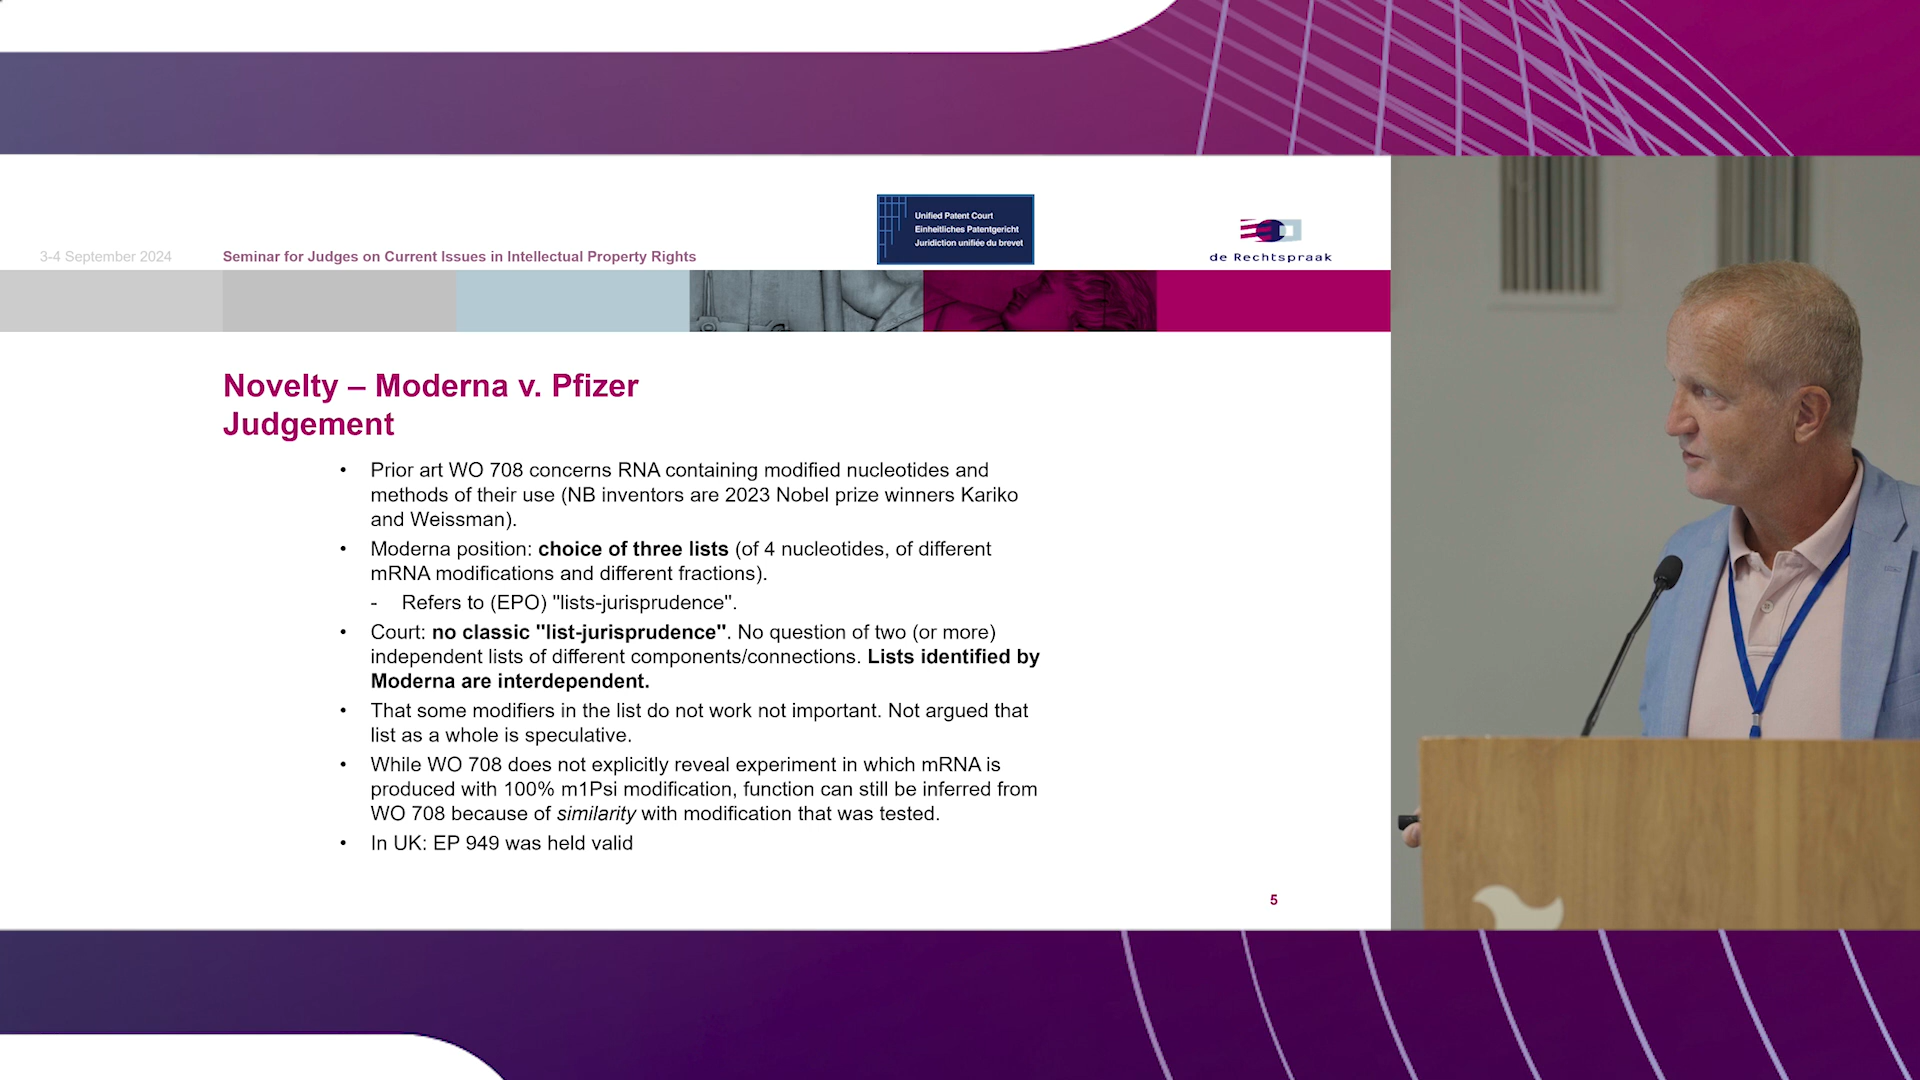 Unified Patent Court
Einheitliches Patentgericht
Juridiction unifiée du brevet
3-4 September 2024
Seminar for Judges on Current Issues in Intellectual Property Rights
de Rechtspraak
Novelty – Moderna v. Pfizer
Judgement
• Prior art WO 708 concerns RNA containing modified nucleotides and
methods of their use (NB inventors are 2023 Nobel prize winners Kariko
and Weissman).
• Moderna position: choice of three lists (of 4 nucleotides, of different
mRNA modifications and different fractions).
- Refers to (EPO) "lists-jurisprudence".
• Court: no classic "list-jurisprudence". No question of two (or more)
independent lists of different components/connections. Lists identified by
Moderna are interdependent.
• That some modifiers in the list do not work not important. Not argued that
list as a whole is speculative.
• While WO 708 does not explicitly reveal experiment in which mRNA is
produced with 100% m1Psi modification, function can still be inferred from
WO 708 because of similarity with modification that was tested.
• In UK: EP 949 was held valid
5